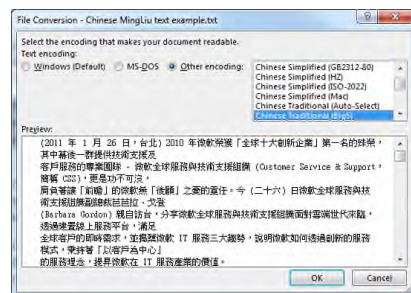 File Conversion - Chinese MingLiu text example.txt
Select the encoding that makes your document readable.
Text encoding:
Windows (Default) MS-DOS Other encoding:
Chinese Simplified (GB2312-80)
Chinese Simplified (HZ)
Chinese Simplified (ISO-2022)
Chinese Simplified (Mac)
Chinese Traditional (Auto-Select)
Chinese Traditional (Big5)
Preview:
(2011 年 1 月 26 日,台北) 2010 年微軟榮獲「全球十大創新企業」第一名的殊榮,
其中幕後一群提供技術支援及
客戶服務的專業團隊 - 微軟全球服務與技術支援組織 (Customer Service & Support,
簡稱 CSS),更是功不可沒,
肩負著讓「前瞻」的微軟無「後顧」之憂的重任。今 (二十六) 日微軟全球服務與技
術支援組織副總裁芭芭拉‧戈登
(Barbara Gordon) 親自訪台,分享微軟全球服務與技術支援組織面對雲端世代來臨,
透過建置線上服務平台,滿足
全球客戶的即時需求,並揭櫫微軟 IT 服務三大趨勢,說明微軟如何透過創新的服務
模式,秉持著「以客戶為中心」
的服務理念,提昇微軟在 IT 服務產業的價值。
OK Cancel